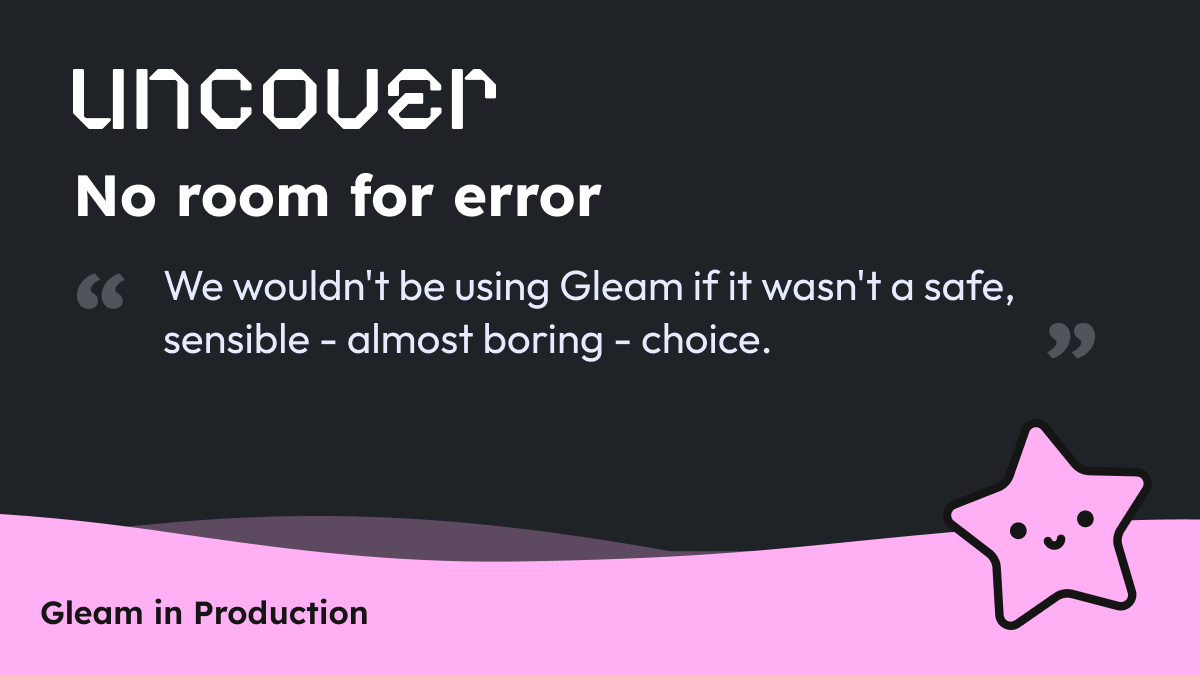 uncover
No room for error
“ We wouldn't be using Gleam if it wasn't a safe,
sensible - almost boring - choice. ”
Gleam in Production